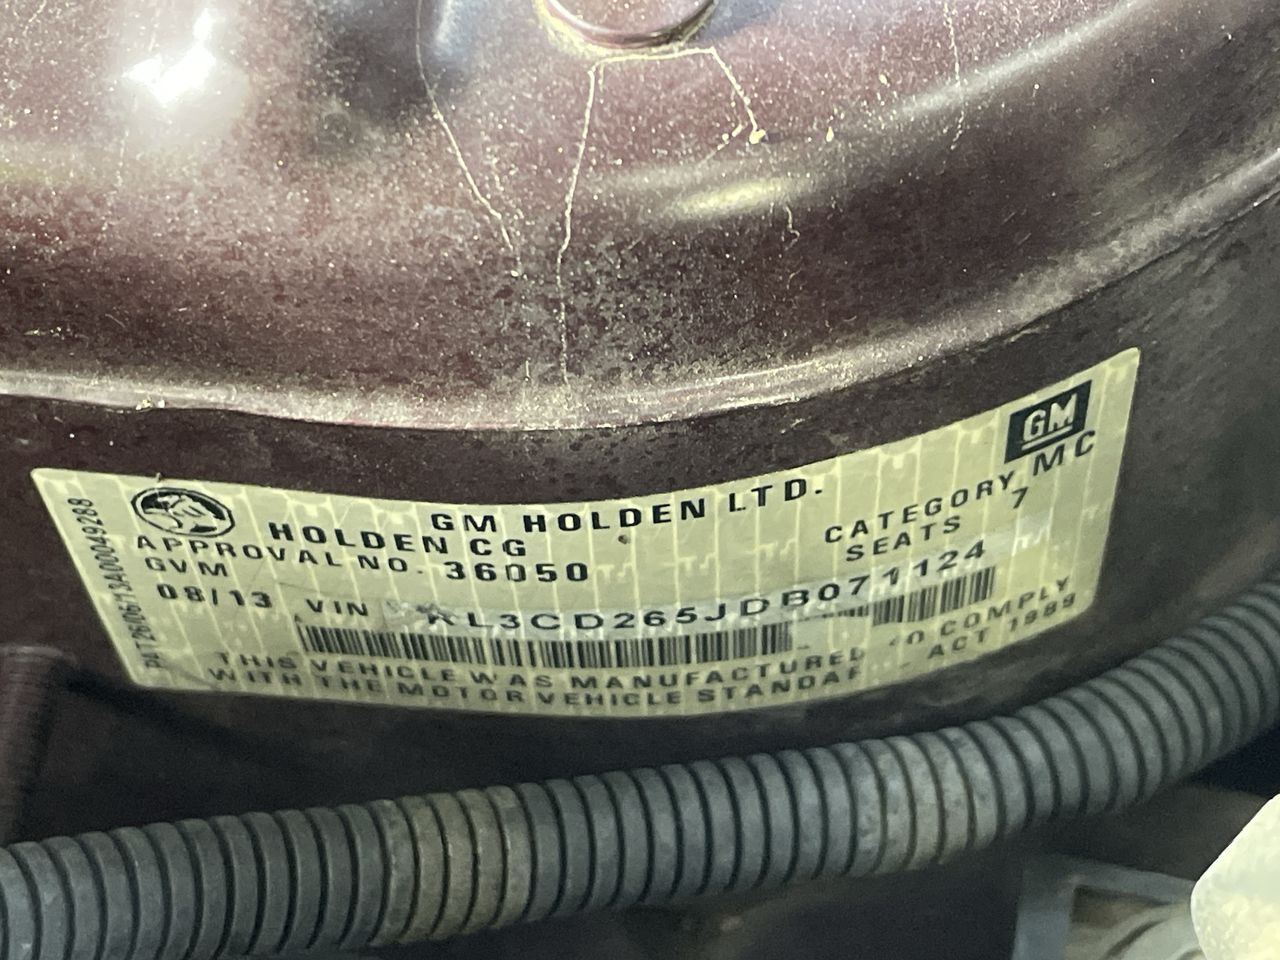 GM
GM HOLDEN LTD.
HOLDEN CG
CATEGORY MC
APPROVAL NO. 36050
SEATS 7
GVM
08/13 VIN KL3CD265JDB071124
THIS VEHICLE WAS MANUFACTURED TO COMPLY
WITH THE MOTOR VEHICLE ACT 1989